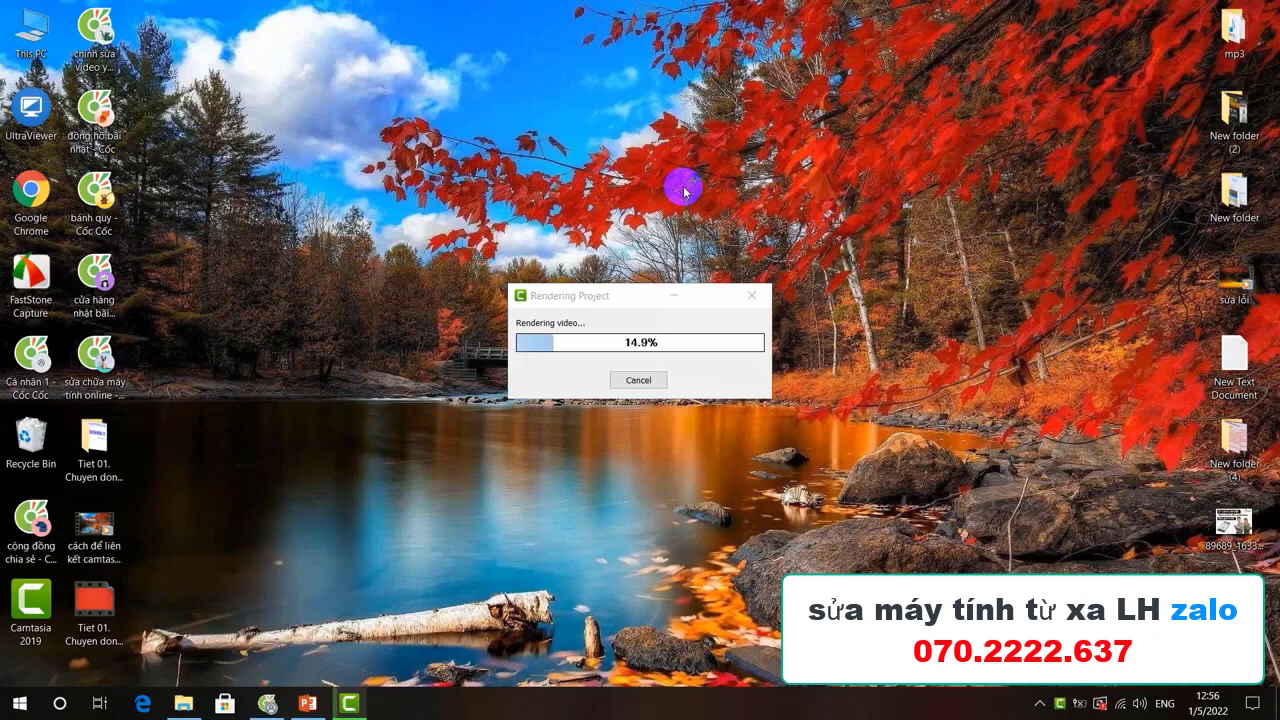 This PC
chỉnh sửa
video y...
UltraViewer
đồng hồ bãi
nhật - Cốc
Google
Chrome
bánh quy -
Cốc Cốc
FastStone
Capture
cửa hàng
nhật bãi...
Cá nhân 1 -
Cốc Cốc
sửa chữa máy
tính online -...
Recycle Bin
Tiet 01.
Chuyen don...
cộng đồng
chia sẻ - C...
cách để liên
kết camtas...
Camtasia
2019
Tiet 01.
Chuyen don...
Rendering Project
Rendering video...
14.9%
Cancel
mp3
New folder
(2)
New folder
sửa lỗi
New Text
Document
New folder
(4)
89689_1633...
sửa máy tính từ xa LH zalo
070.2222.637
ENG
12:56
1/5/2022